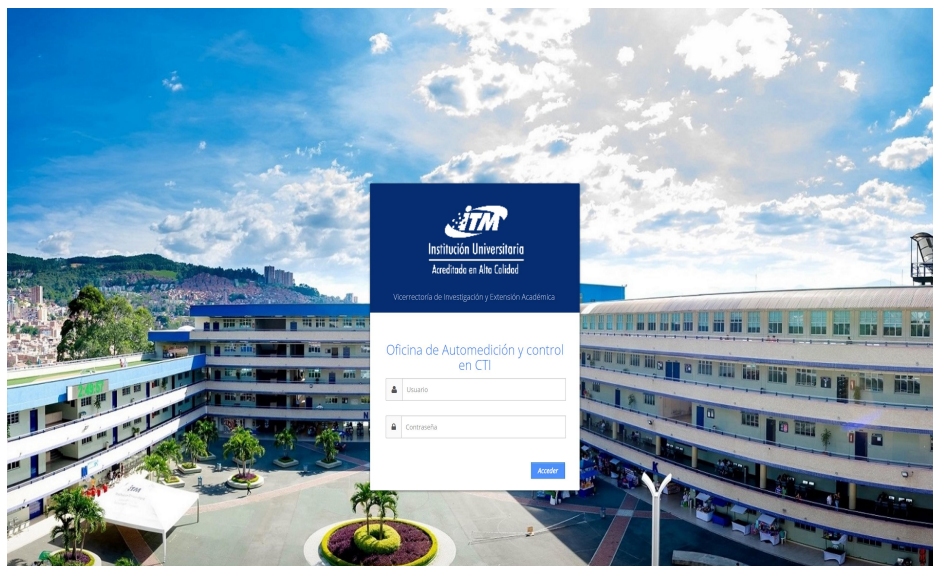 iTM
Institución Universitaria
Acreditada en Alta Calidad
Vicerrectoría de Investigación y Extensión Académica
Oficina de Automedición y control
en CTI
Usuario
Contraseña
Acceder
iTM